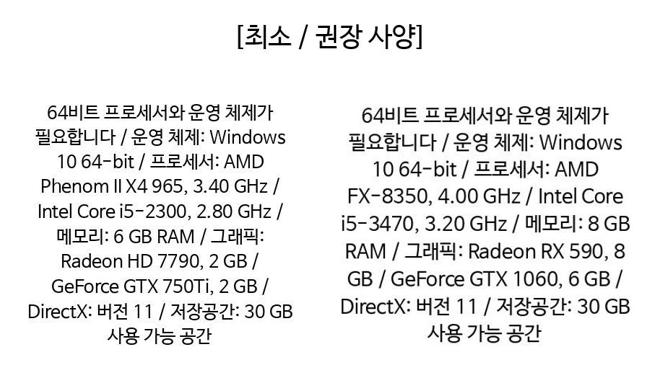 [최소 / 권장 사양]
64비트 프로세서와 운영 체제가
필요합니다 / 운영 체제: Windows
10 64-bit / 프로세서: AMD
Phenom II X4 965, 3.40 GHz /
Intel Core i5-2300, 2.80 GHz /
메모리: 6 GB RAM / 그래픽:
Radeon HD 7790, 2 GB /
GeForce GTX 750Ti, 2 GB /
DirectX: 버전 11 / 저장공간: 30 GB
사용 가능 공간
64비트 프로세서와 운영 체제가
필요합니다 / 운영 체제: Windows
10 64-bit / 프로세서: AMD
FX-8350, 4.00 GHz / Intel Core
i5-3470, 3.20 GHz / 메모리: 8 GB
RAM / 그래픽: Radeon RX 590, 8
GB / GeForce GTX 1060, 6 GB /
DirectX: 버전 11 / 저장공간: 30 GB
사용 가능 공간